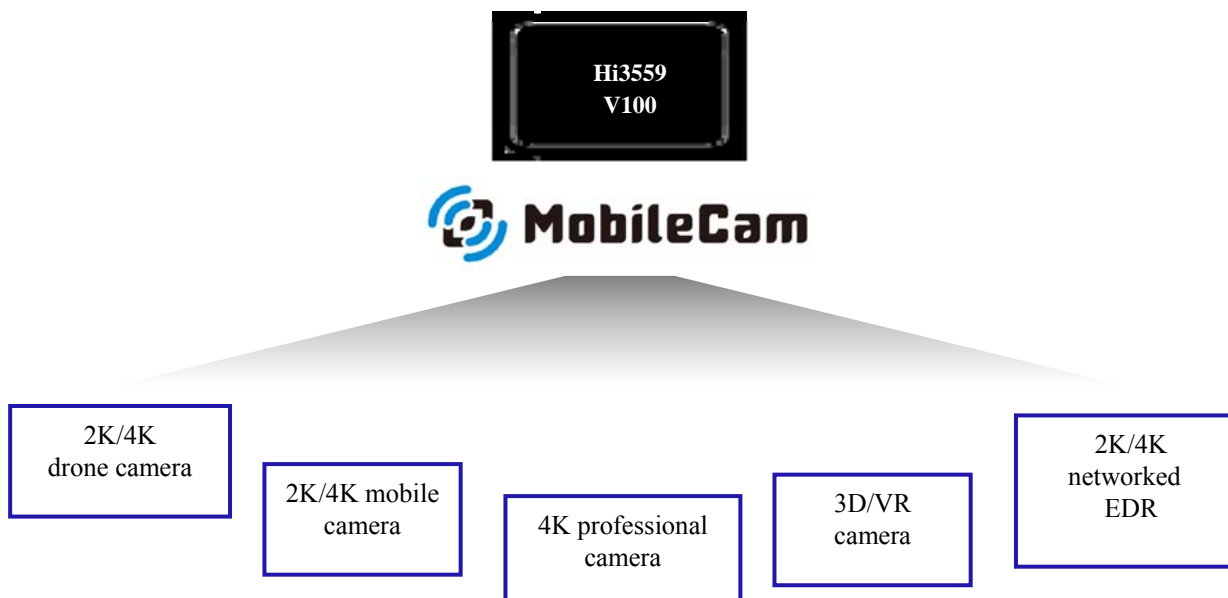 Hi3559
V100
MobileCam
2K/4K
drone camera
2K/4K mobile
camera
4K professional
camera
3D/VR
camera
2K/4K
networked
EDR